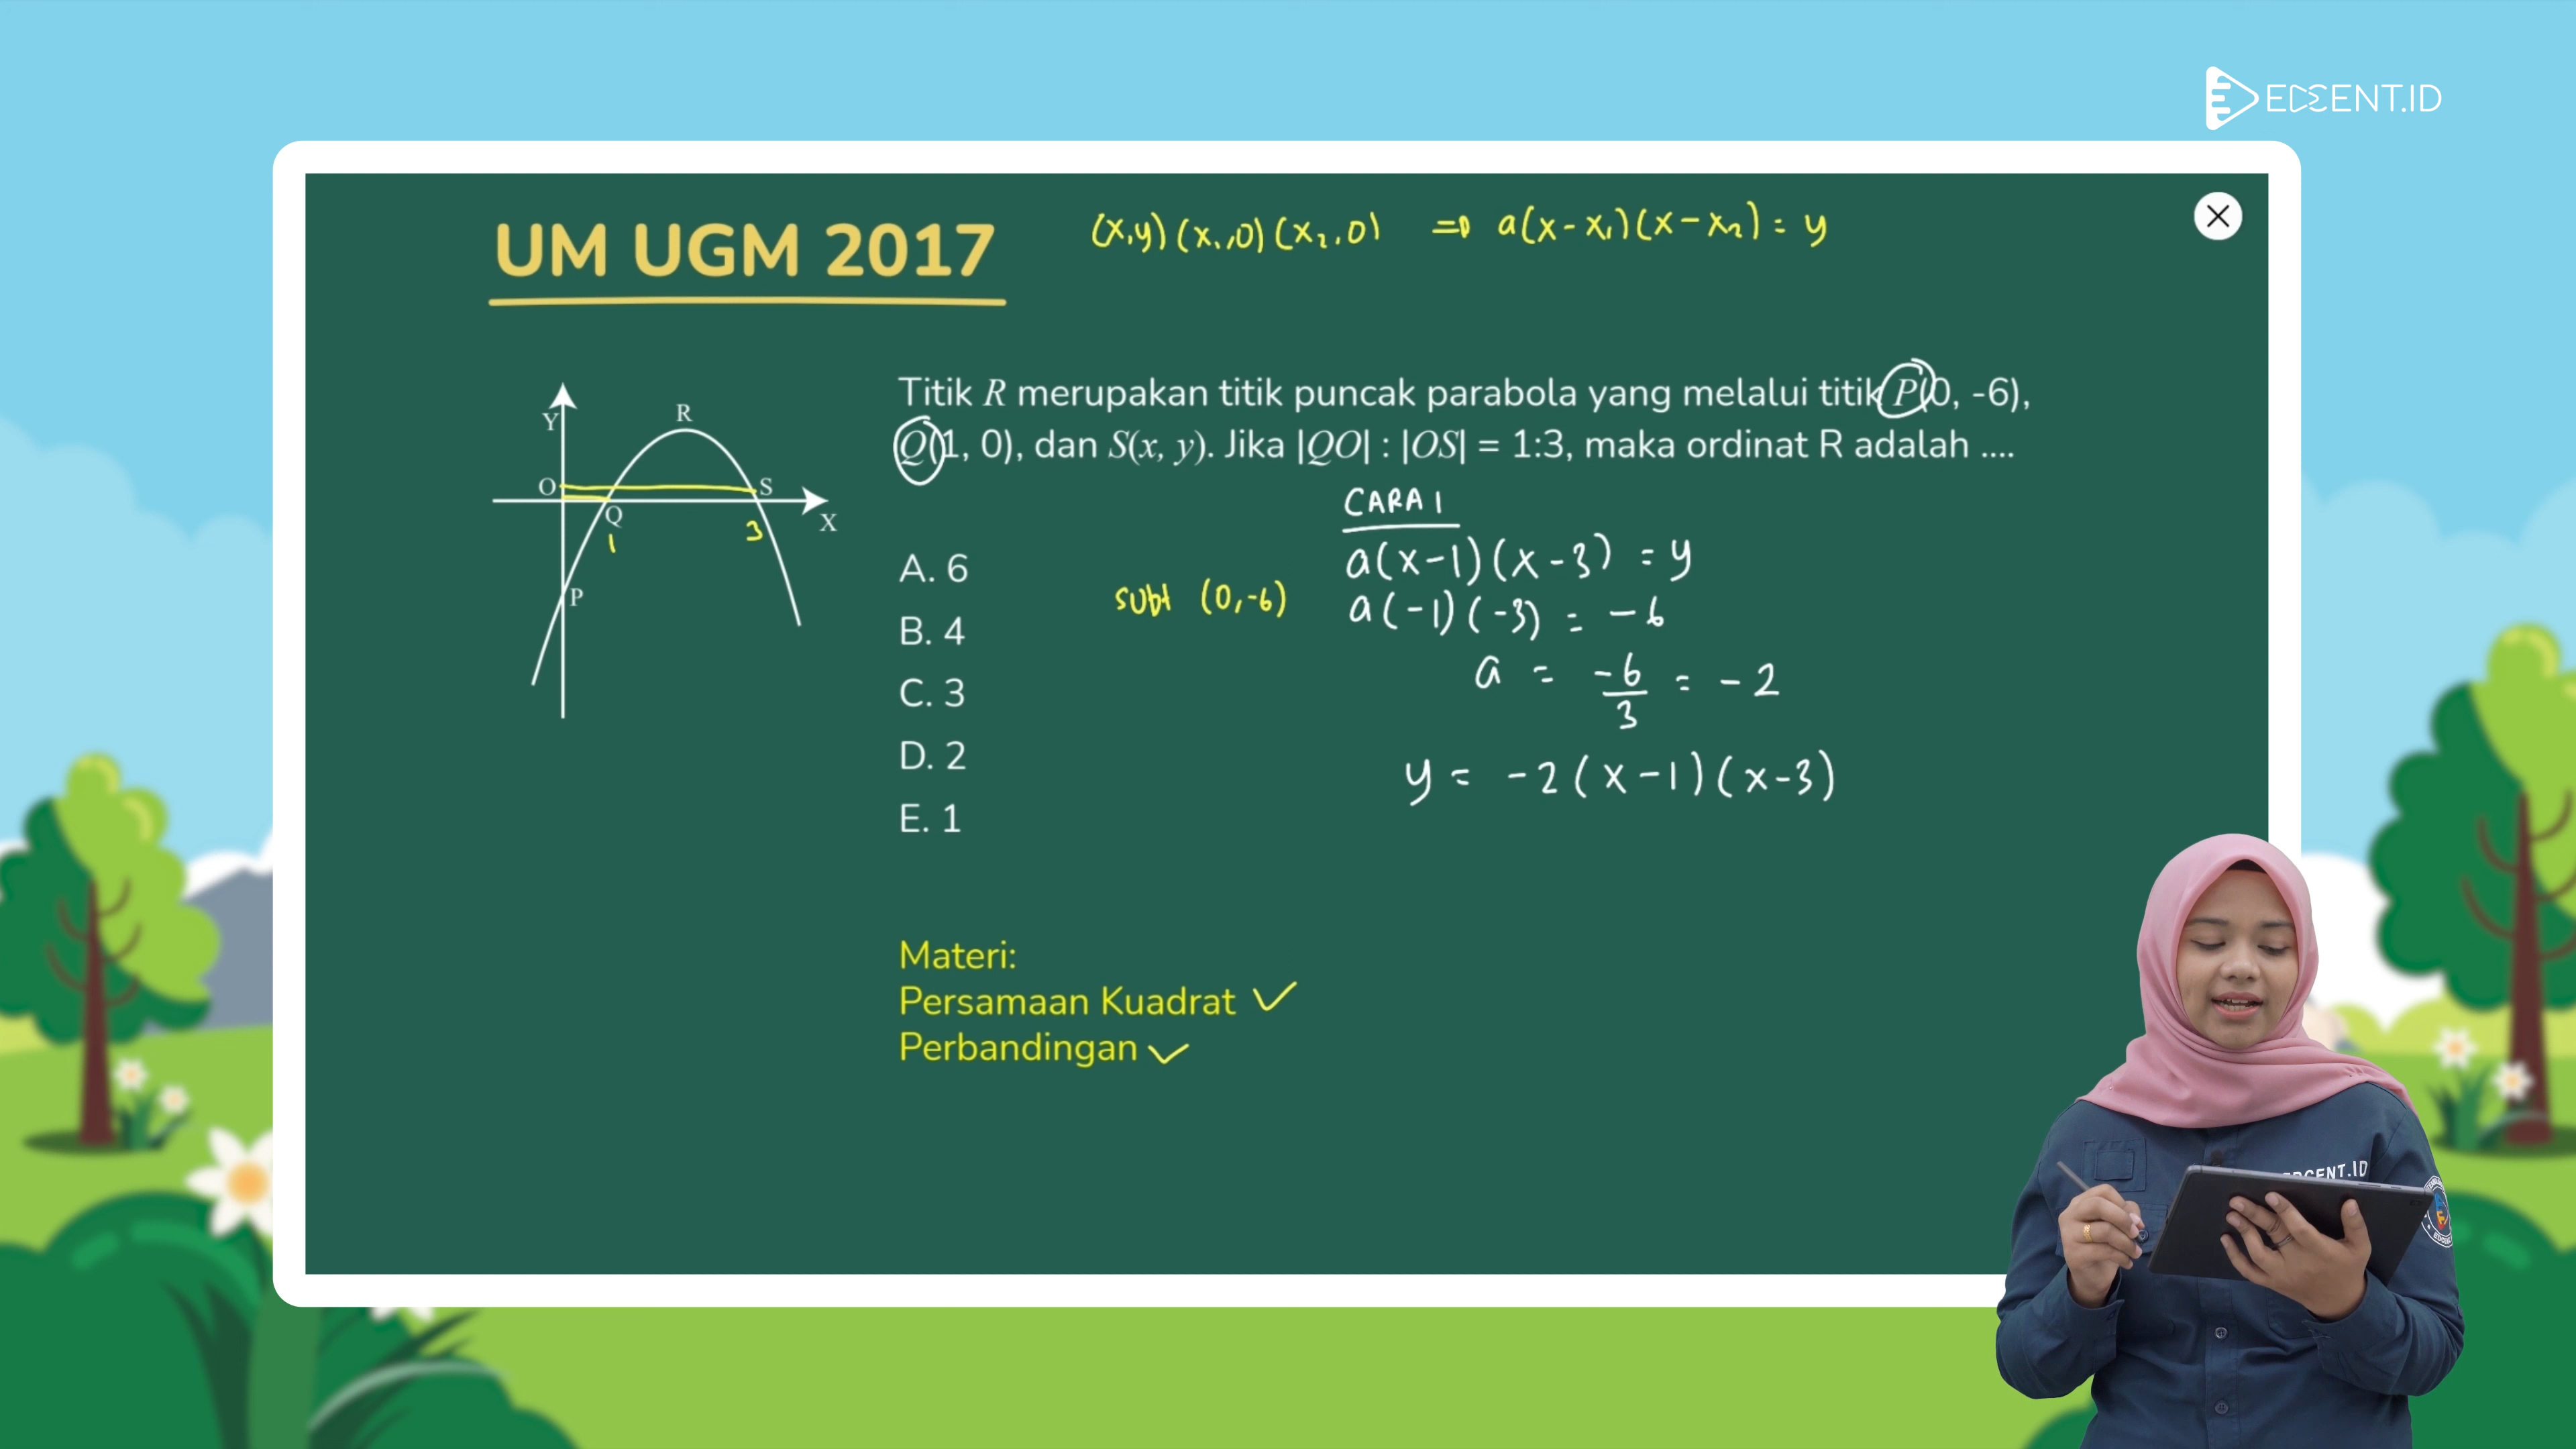 EDCENT.ID
UM UGM 2017
(x,y) (x₁,0) (x₂,0) ⇒ a(x-x₁)(x-x₂) = y
Titik R merupakan titik puncak parabola yang melalui titik P(0, -6),
Q(1, 0), dan S(x, y). Jika |QO| : |OS| = 1:3, maka ordinat R adalah ....
Y
R
O
S
Q
X
1
3
P
A. 6
B. 4
C. 3
D. 2
E. 1
CARA 1
a(x-1)(x-3) = y
subt (0,-6)
a(-1)(-3) = -6
a = -6/3 = -2
y = -2(x-1)(x-3)
Materi:
Persamaan Kuadrat ✓
Perbandingan ✓
CENT.ID